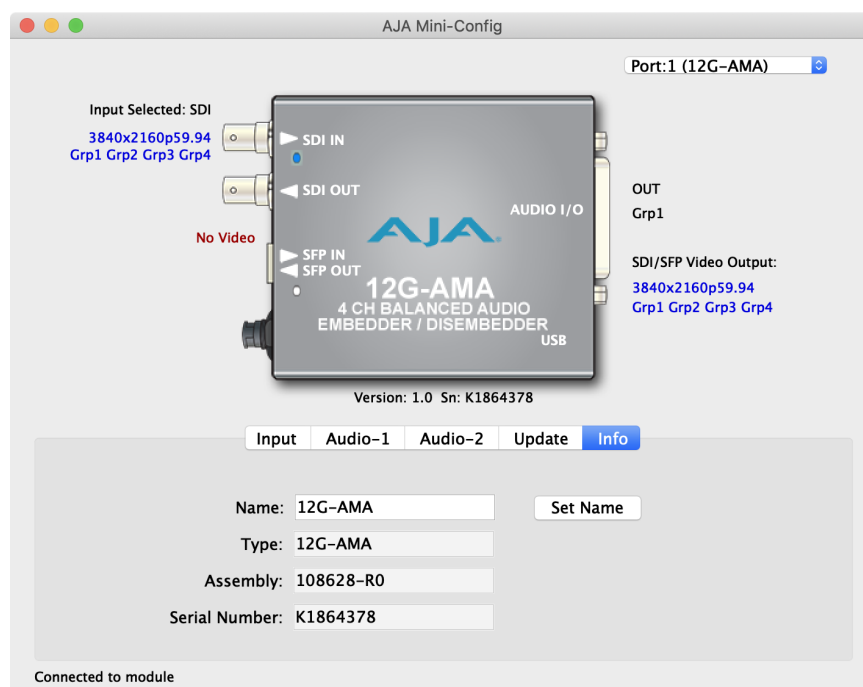 AJA Mini-Config
Port:1 (12G-AMA)
Input Selected: SDI
3840x2160p59.94
Grp1 Grp2 Grp3 Grp4
No Video
SDI IN
SDI OUT
AUDIO I/O
AJA
SFP IN
SFP OUT
12G-AMA
4 CH BALANCED AUDIO
EMBEDDER / DISEMBEDDER
USB
OUT
Grp1
SDI/SFP Video Output:
3840x2160p59.94
Grp1 Grp2 Grp3 Grp4
Version: 1.0 Sn: K1864378
Input Audio-1 Audio-2 Update Info
Name: 12G-AMA Set Name
Type: 12G-AMA
Assembly: 108628-R0
Serial Number: K1864378
Connected to module